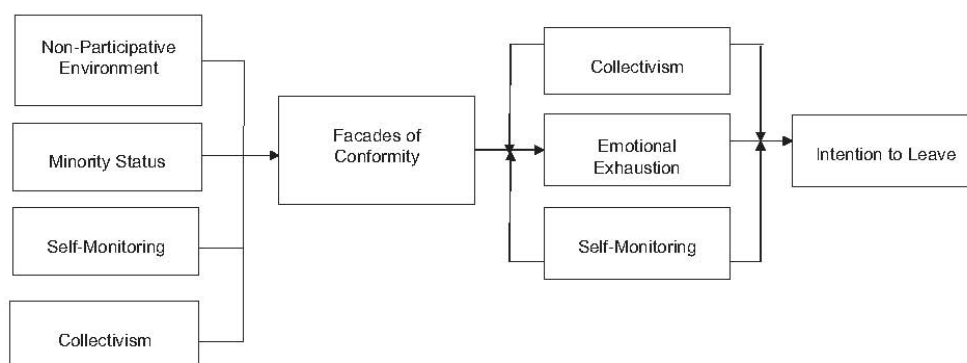 Non-Participative
Environment
Minority Status
Self-Monitoring
Collectivism
Facades of
Conformity
Collectivism
Emotional
Exhaustion
Self-Monitoring
Intention to Leave